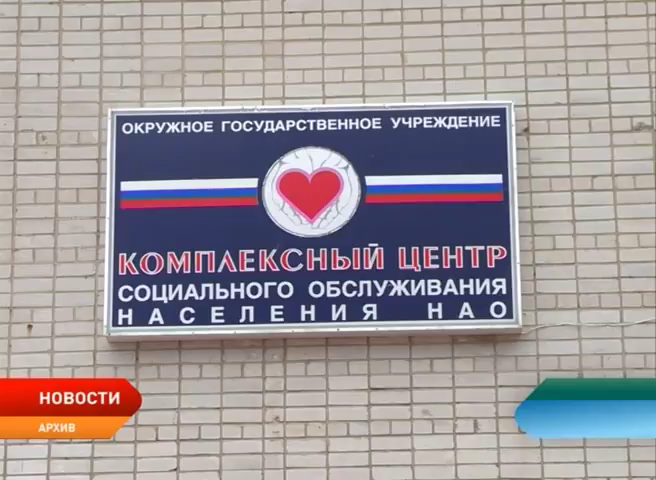 ОКРУЖНОЕ ГОСУДАРСТВЕННОЕ УЧРЕЖДЕНИЕ
КОМПЛЕКСНЫЙ ЦЕНТР
СОЦИАЛЬНОГО ОБСЛУЖИВАНИЯ
НАСЕЛЕНИЯ НАО
НОВОСТИ
АРХИВ